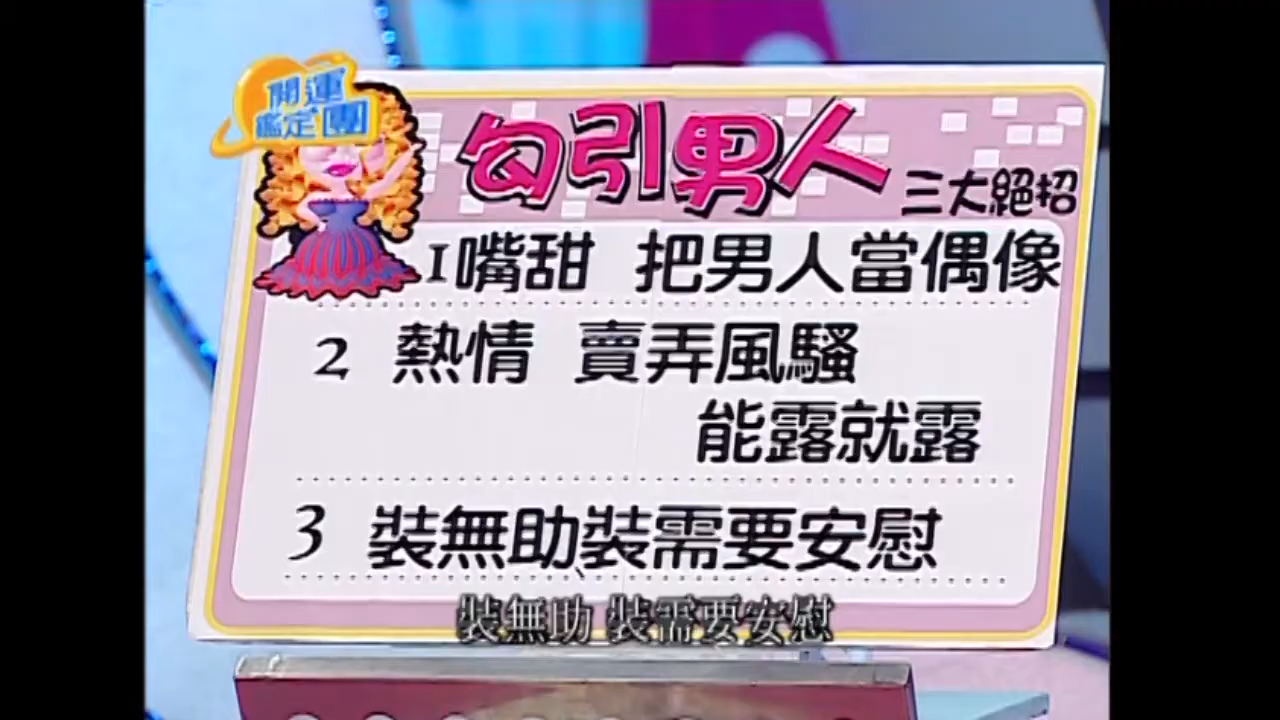 開運
鑑定團
勾引男人
三大絕招
1嘴甜 把男人當偶像
2 熱情 賣弄風騷
能露就露
3 裝無助、裝需要安慰
裝無助 裝需要安慰